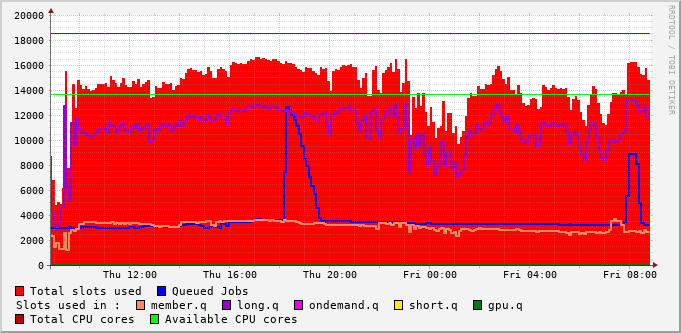 RRDTOOL / TOBI OETIKER
20000
18000
16000
14000
12000
10000
8000
6000
4000
2000
0
Thu 12:00 Thu 16:00 Thu 20:00 Fri 00:00 Fri 04:00 Fri 08:00
Total slots used Queued Jobs
Slots used in : member.q long.q ondemand.q short.q gpu.q
Total CPU cores Available CPU cores